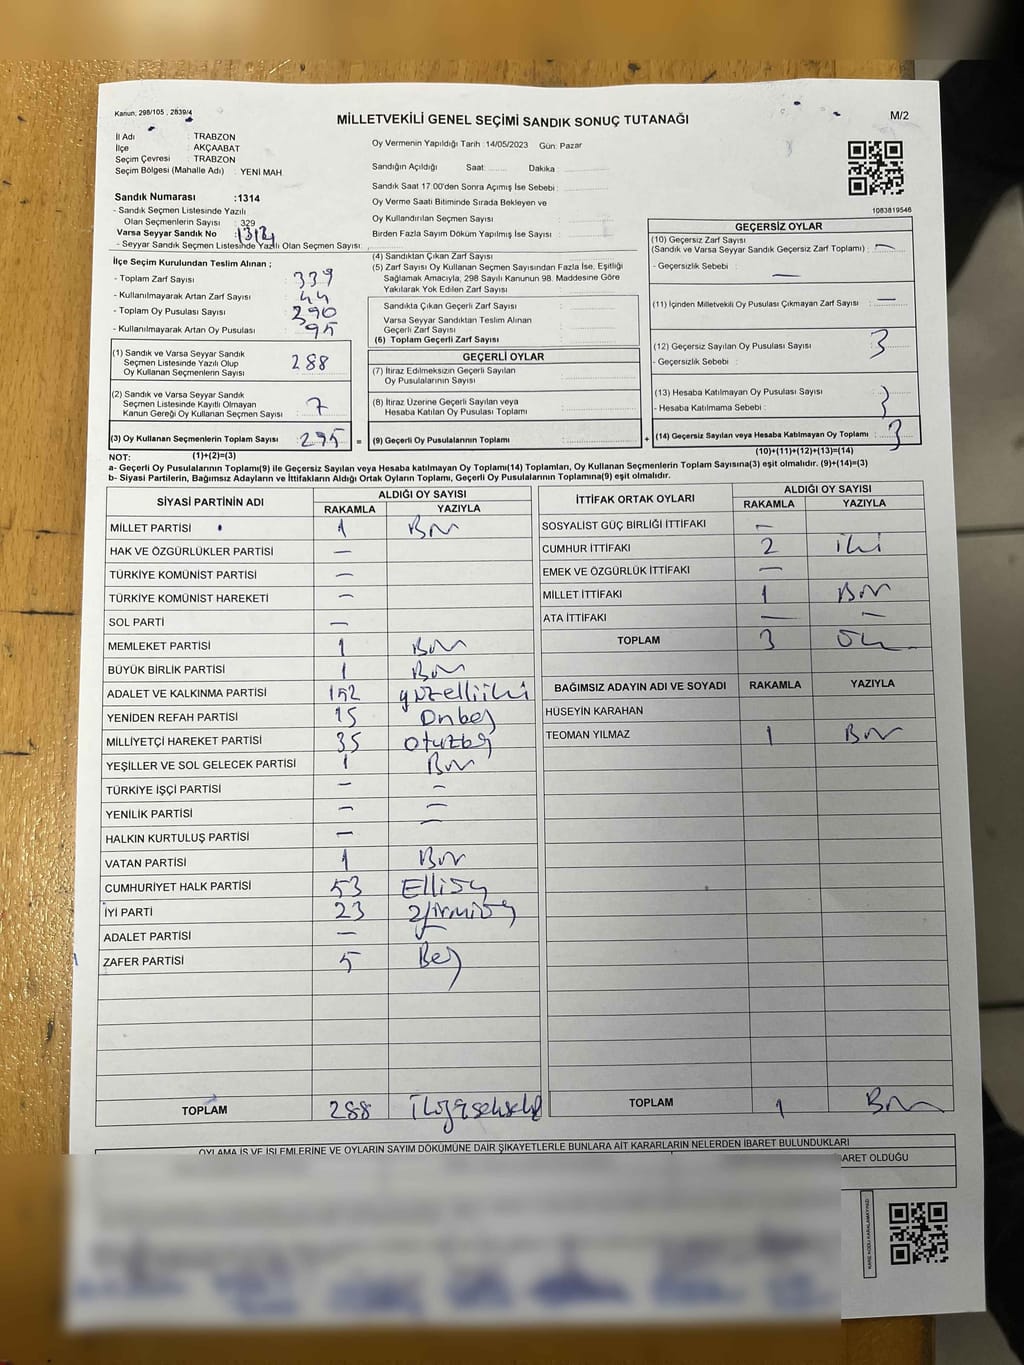 Kanun; 298/105 , 2839/4
MİLLETVEKİLİ GENEL SEÇİMİ SANDIK SONUÇ TUTANAĞI
M/2
İl Adı : TRABZON
İlçe : AKÇAABAT
Seçim Çevresi : TRABZON
Seçim Bölgesi (Mahalle Adı) : YENİ MAH
Sandık Numarası :1314
- Sandık Seçmen Listesinde Yazılı
Olan Seçmenlerin Sayısı : 329
Varsa Seyyar Sandık No : 1312
- Seyyar Sandık Seçmen Listesinde Yazılı Olan Seçmen Sayısı:
İlçe Seçim Kurulundan Teslim Alınan ;
- Toplam Zarf Sayısı : 339
- Kullanılmayarak Artan Zarf Sayısı : 44
- Toplam Oy Pusulası Sayısı : 390
- Kullanılmayarak Artan Oy Pusulası : 95
(1) Sandık ve Varsa Seyyar Sandık
Seçmen Listesinde Yazılı Olup
Oy Kullanan Seçmenlerin Sayısı : 288
(2) Sandık ve Varsa Seyyar Sandık
Seçmen Listesinde Kayıtlı Olmayan
Kanun Gereği Oy Kullanan Seçmen Sayısı : 7
(3) Oy Kullanan Seçmenlerin Toplam Sayısı : 295
Oy Vermenin Yapıldığı Tarih :14/05/2023 Gün: Pazar
Sandığın Açıldığı Saat: Dakika
Sandık Saat 17:00'den Sonra Açımış İse Sebebi :
Oy Verme Saati Bitiminde Sırada Bekleyen ve
Oy Kullandırılan Seçmen Sayısı :
Birden Fazla Sayım Döküm Yapılmış İse Sayısı :
(4) Sandıktan Çıkan Zarf Sayısı
(5) Zarf Sayısı Oy Kullanan Seçmen Sayısından Fazla İse, Eşitliği
Sağlamak Amacıyla; 298 Sayılı Kanunun 98. Maddesine Göre
Yakılarak Yok Edilen Zarf Sayısı :
Sandıkta Çıkan Geçerli Zarf Sayısı :
Varsa Seyyar Sandıktan Teslim Alınan
Geçerli Zarf Sayısı :
(6) Toplam Geçerli Zarf Sayısı :
GEÇERLİ OYLAR
(7) İtiraz Edilmeksizin Geçerli Sayılan
Oy Pusulalarının Sayısı :
(8) İtiraz Üzerine Geçerli Sayılan veya
Hesaba Katılan Oy Pusulası Toplamı :
= (9) Geçerli Oy Pusulalarının Toplamı : +
1083819546
GEÇERSİZ OYLAR
(10) Geçersiz Zarf Sayısı
(Sandık ve Varsa Seyyar Sandık Geçersiz Zarf Toplamı) : —
- Geçersizlik Sebebi : —
(11) İçinden Milletvekili Oy Pusulası Çıkmayan Zarf Sayısı : —
(12) Geçersiz Sayılan Oy Pusulası Sayısı : 3
- Geçersizlik Sebebi :
(13) Hesaba Katılmayan Oy Pusulası Sayısı :
- Hesaba Katılmama Sebebi :
(14) Geçersiz Sayılan veya Hesaba Katılmayan Oy Toplamı : 3
NOT: (1)+(2)=(3)
(10)+(11)+(12)+(13)=(14)
a- Geçerli Oy Pusulalarının Toplamı(9) ile Geçersiz Sayılan veya Hesaba katılmayan Oy Toplamı(14) Toplamları, Oy Kullanan Seçmenlerin Toplam Sayısına(3) eşit olmalıdır. (9)+(14)=(3)
b- Siyasi Partilerin, Bağımsız Adayların ve İttifakların Aldığı Ortak Oyların Toplamı, Geçerli Oy Pusulalarının Toplamına(9) eşit olmalıdır.
SİYASİ PARTİNİN ADI ALDIĞI OY SAYISI
RAKAMLA YAZIYLA
MİLLET PARTİSİ 1 Bir
HAK VE ÖZGÜRLÜKLER PARTİSİ —
TÜRKİYE KOMÜNİST PARTİSİ —
TÜRKİYE KOMÜNİST HAREKETİ —
SOL PARTİ —
MEMLEKET PARTİSİ 1 Bir
BÜYÜK BİRLİK PARTİSİ 1 Bir
ADALET VE KALKINMA PARTİSİ 152 yüzelliiki
YENİDEN REFAH PARTİSİ 15 Onbeş
MİLLİYETÇİ HAREKET PARTİSİ 35 otuzbeş
YEŞİLLER VE SOL GELECEK PARTİSİ 1 Bir
TÜRKİYE İŞÇİ PARTİSİ — —
YENİLİK PARTİSİ — —
HALKIN KURTULUŞ PARTİSİ — —
VATAN PARTİSİ 1 Bir
CUMHURİYET HALK PARTİSİ 53 Elliüç
İYİ PARTİ 23 Yirmiüç
ADALET PARTİSİ — —
ZAFER PARTİSİ 5 Beş
TOPLAM 288 İkiyüzseksensekiz
İTTİFAK ORTAK OYLARI ALDIĞI OY SAYISI
RAKAMLA YAZIYLA
SOSYALİST GÜÇ BİRLİĞİ İTTİFAKI —
CUMHUR İTTİFAKI 2 iki
EMEK VE ÖZGÜRLÜK İTTİFAKI —
MİLLET İTTİFAKI 1 Bir
ATA İTTİFAKI — —
TOPLAM 3 Üç
BAĞIMSIZ ADAYIN ADI VE SOYADI RAKAMLA YAZIYLA
HÜSEYİN KARAHAN
TEOMAN YILMAZ 1 Bir
TOPLAM 1 Bir
OYLAMA İŞ VE İŞLEMLERİNE VE OYLARIN SAYIM DÖKÜMÜNE DAİR ŞİKAYETLERLE BUNLARA AİT KARARLARIN NELERDEN İBARET BULUNDUKLARI
BARET OLDUĞU
KARE KODU KARALAMAYINIZ!